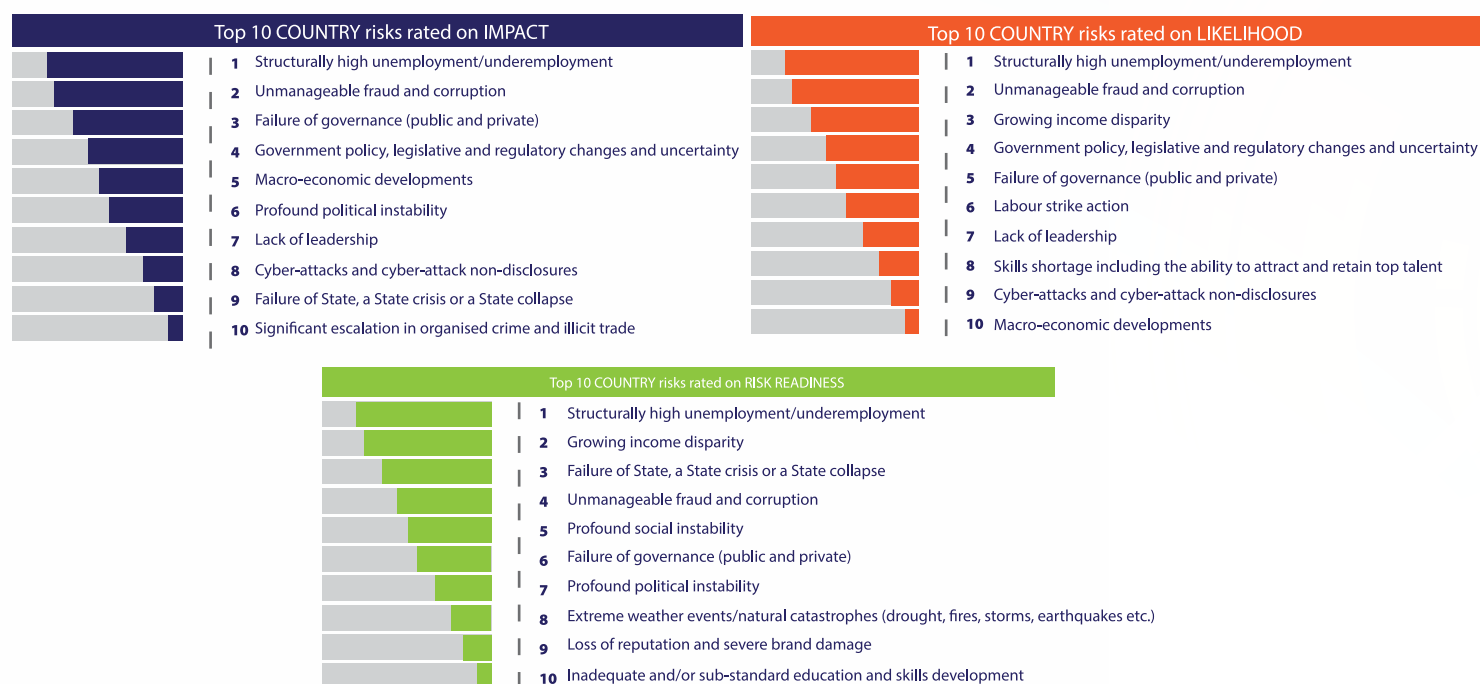 Top 10 COUNTRY risks rated on IMPACT
1 Structurally high unemployment/underemployment
2 Unmanageable fraud and corruption
3 Failure of governance (public and private)
4 Government policy, legislative and regulatory changes and uncertainty
5 Macro-economic developments
6 Profound political instability
7 Lack of leadership
8 Cyber-attacks and cyber-attack non-disclosures
9 Failure of State, a State crisis or a State collapse
10 Significant escalation in organised crime and illicit trade
Top 10 COUNTRY risks rated on LIKELIHOOD
1 Structurally high unemployment/underemployment
2 Unmanageable fraud and corruption
3 Growing income disparity
4 Government policy, legislative and regulatory changes and uncertainty
5 Failure of governance (public and private)
6 Labour strike action
7 Lack of leadership
8 Skills shortage including the ability to attract and retain top talent
9 Cyber-attacks and cyber-attack non-disclosures
10 Macro-economic developments
Top 10 COUNTRY risks rated on RISK READINESS
1 Structurally high unemployment/underemployment
2 Growing income disparity
3 Failure of State, a State crisis or a State collapse
4 Unmanageable fraud and corruption
5 Profound social instability
6 Failure of governance (public and private)
7 Profound political instability
8 Extreme weather events/natural catastrophes (drought, fires, storms, earthquakes etc.)
9 Loss of reputation and severe brand damage
10 Inadequate and/or sub-standard education and skills development